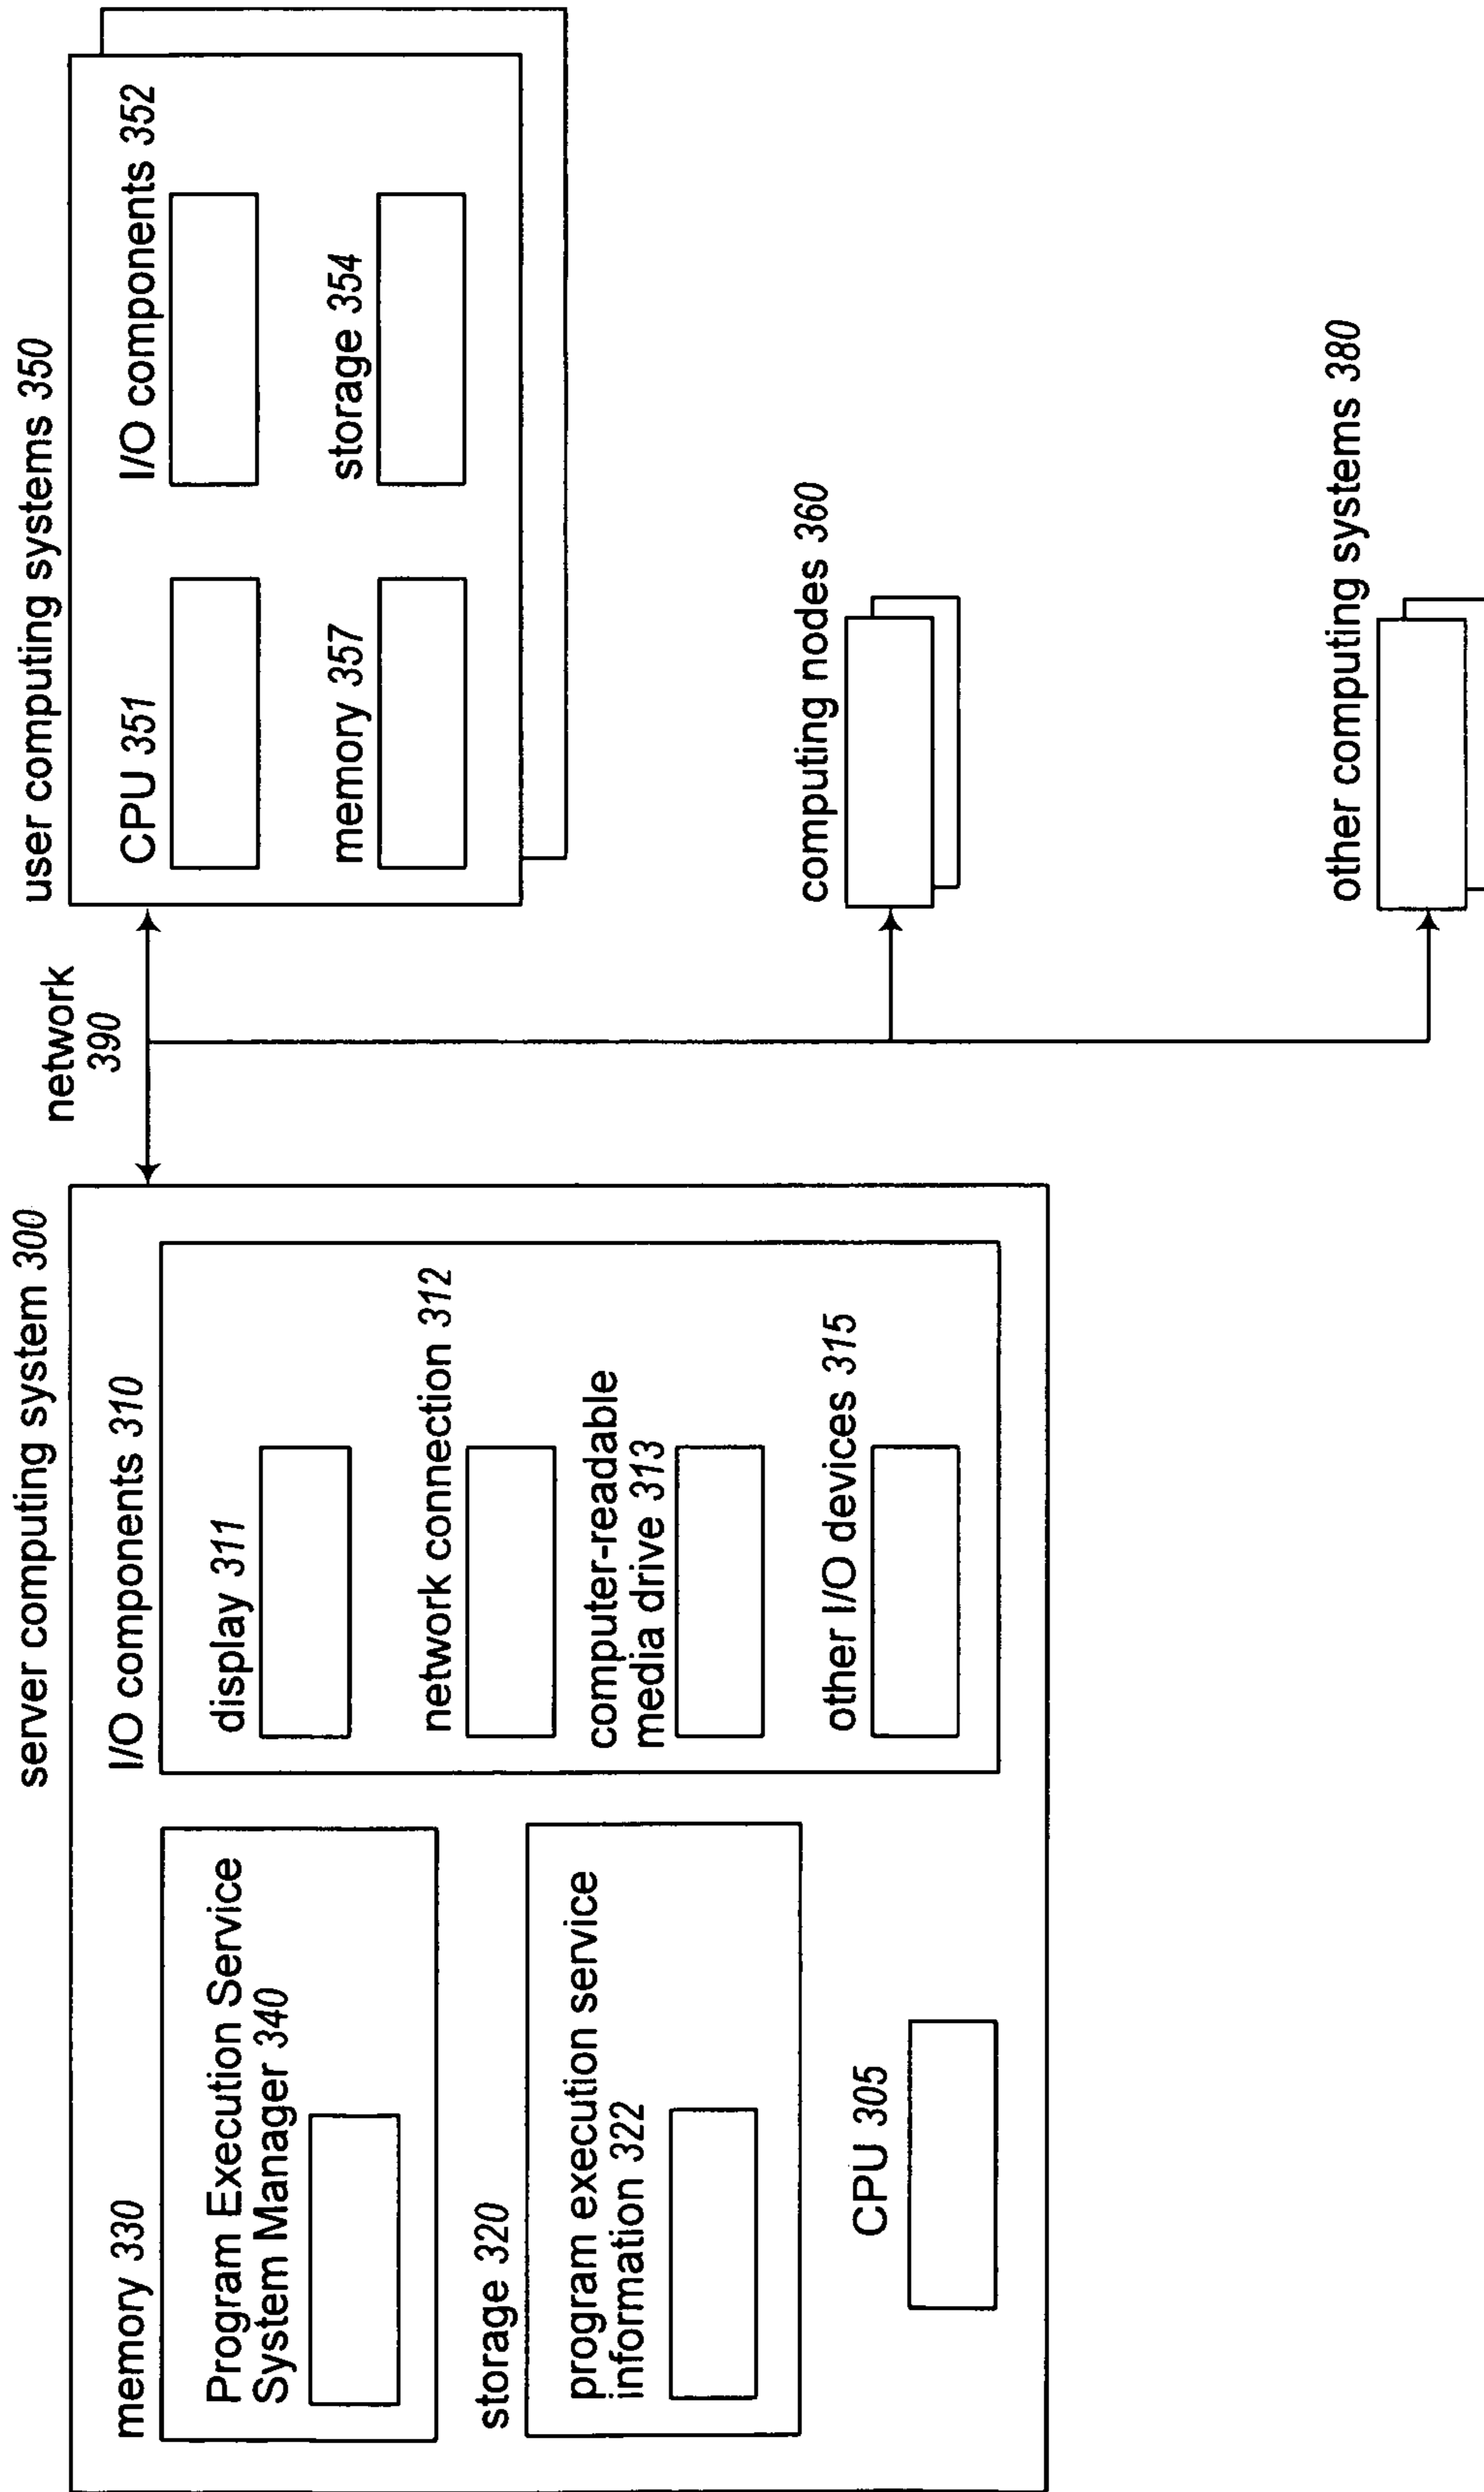 server computing system 300
memory 330
Program Execution Service
System Manager 340
storage 320
program execution service
information 322
CPU 305
I/O components 310
display 311
network connection 312
computer-readable
media drive 313
other I/O devices 315
network
390
user computing systems 350
CPU 351
I/O components 352
memory 357
storage 354
computing nodes 360
other computing systems 380